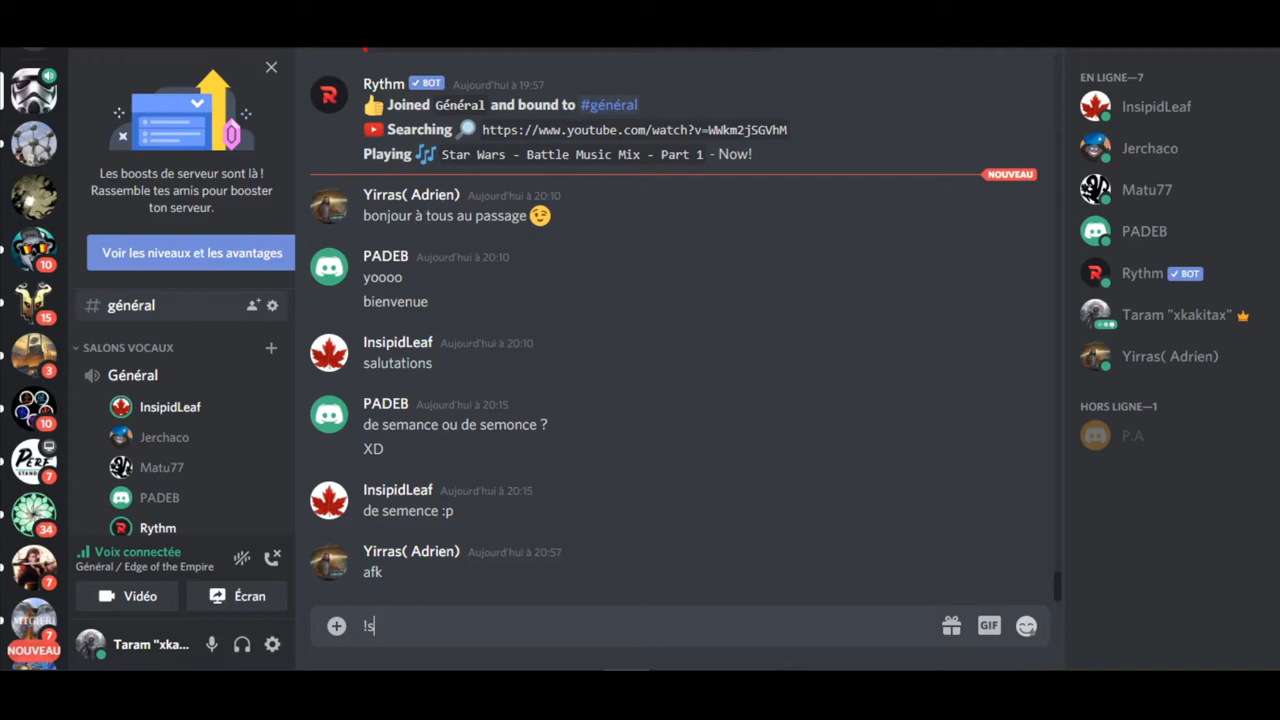 Les boosts de serveur sont là !
Rassemble tes amis pour booster
ton serveur.
Voir les niveaux et les avantages
# général
SALONS VOCAUX
Général
InsipidLeaf
Jerchaco
Matu77
PADEB
Rythm
Voix connectée
Général / Edge of the Empire
Vidéo
Écran
Taram "xka...
10
15
3
10
PERF
STANDA
7
34
7
MTGIERI
7
NOUVEAU
Rythm BOT Aujourd'hui à 19:57
Joined Général and bound to #général
Searching https://www.youtube.com/watch?v=WWkm2jSGVhM
Playing Star Wars - Battle Music Mix - Part 1 - Now!
NOUVEAU
Yirras( Adrien) Aujourd'hui à 20:10
bonjour à tous au passage
PADEB Aujourd'hui à 20:10
yoooo
bienvenue
InsipidLeaf Aujourd'hui à 20:10
salutations
PADEB Aujourd'hui à 20:15
de semance ou de semonce ?
XD
InsipidLeaf Aujourd'hui à 20:15
de semence :p
Yirras( Adrien) Aujourd'hui à 20:57
afk
!s
GIF
EN LIGNE—7
InsipidLeaf
Jerchaco
Matu77
PADEB
Rythm BOT
Taram "xkakitax"
Yirras( Adrien)
HORS LIGNE—1
P.A